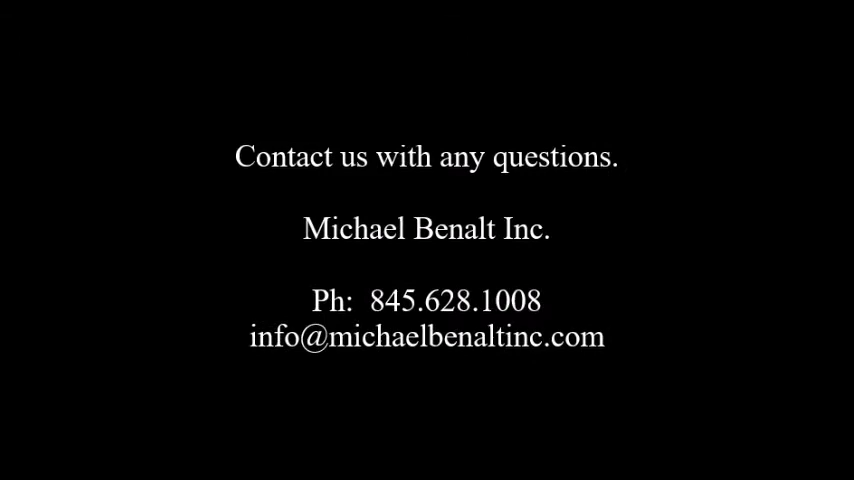 Contact us with any questions.
Michael Benalt Inc.
Ph:  845.628.1008
info@michaelbenaltinc.com